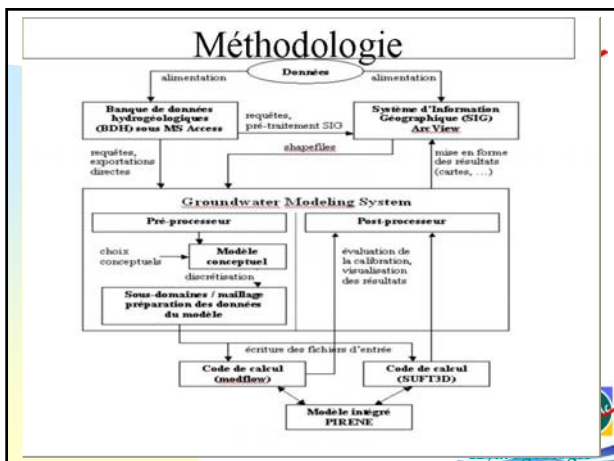 Méthodologie
Données
alimentation
alimentation
Banque de données
hydrogéologiques
(BDH) sous MS Access
requêtes,
pré-traitement SIG
Système d'Information
Géographique (SIG)
Arc View
requêtes,
exportations
directes
shapefiles
mise en forme
des résultats
(cartes, ...)
Groundwater Modeling System
Pré-processeur
Post-processeur
choix
conceptuels
Modèle
conceptuel
évaluation de
la calibration,
visualisation
des résultats
discrétisation
Sous-domaines / maillage
préparation des données
du modèle
écriture des fichiers d'entrée
Code de calcul
(modflow)
Code de calcul
(SUFT3D)
Modèle intégré
PIRENE